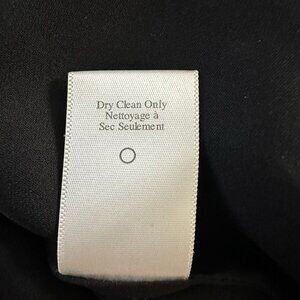 Dry Clean Only
Nettoyage à
Sec Seulement